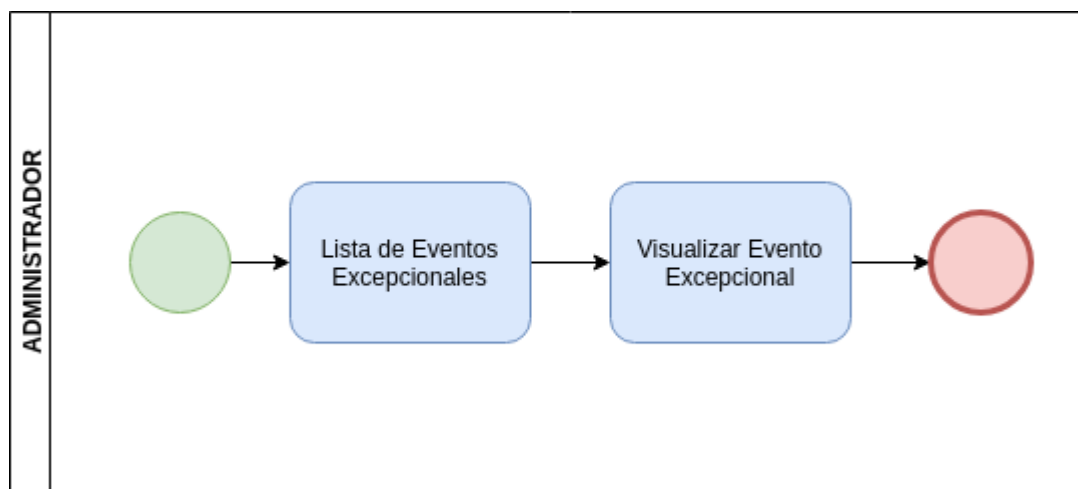 ADMINISTRADOR
Lista de Eventos
Excepcionales
Visualizar Evento
Excepcional